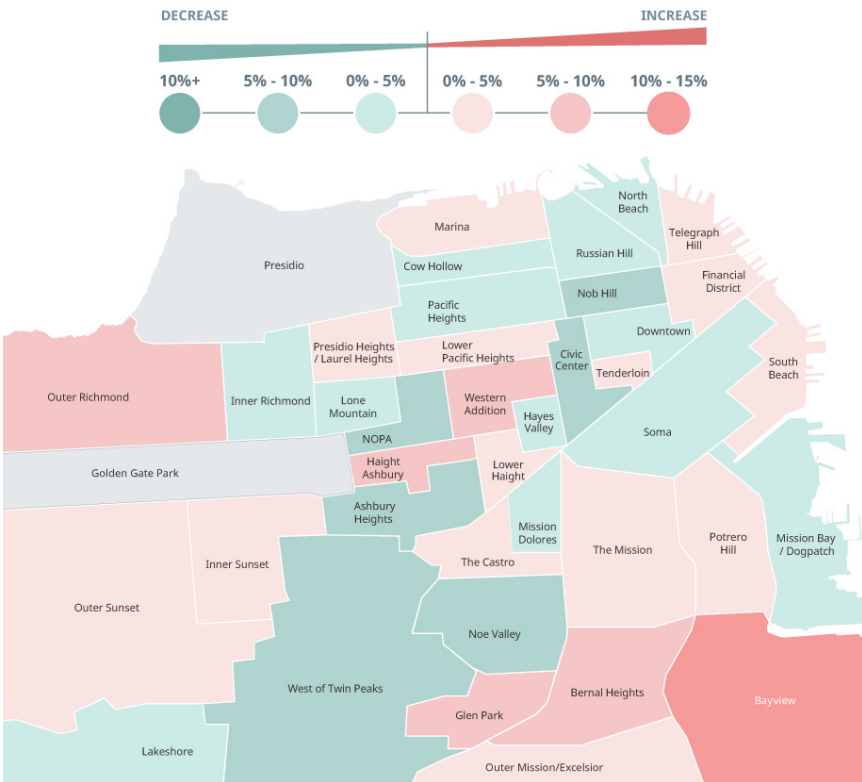 DECREASE
INCREASE
10%+
5% - 10%
0% - 5%
0% - 5%
5% - 10%
10% - 15%
North
Beach
Marina
Telegraph
Hill
Russian Hill
Presidio
Cow Hollow
Financial
District
Nob Hill
Pacific
Heights
Downtown
Presidio Heights
/ Laurel Heights
Lower
Pacific Heights
Civic
Center
Tenderloin
South
Beach
Outer Richmond
Inner Richmond
Lone
Mountain
Western
Addition
Hayes
Valley
Soma
NOPA
Golden Gate Park
Haight
Ashbury
Lower
Haight
Ashbury
Heights
Mission
Dolores
The Mission
Potrero
Hill
Mission Bay
/ Dogpatch
Inner Sunset
The Castro
Outer Sunset
Noe Valley
West of Twin Peaks
Bernal Heights
Bayview
Glen Park
Lakeshore
Outer Mission/Excelsior